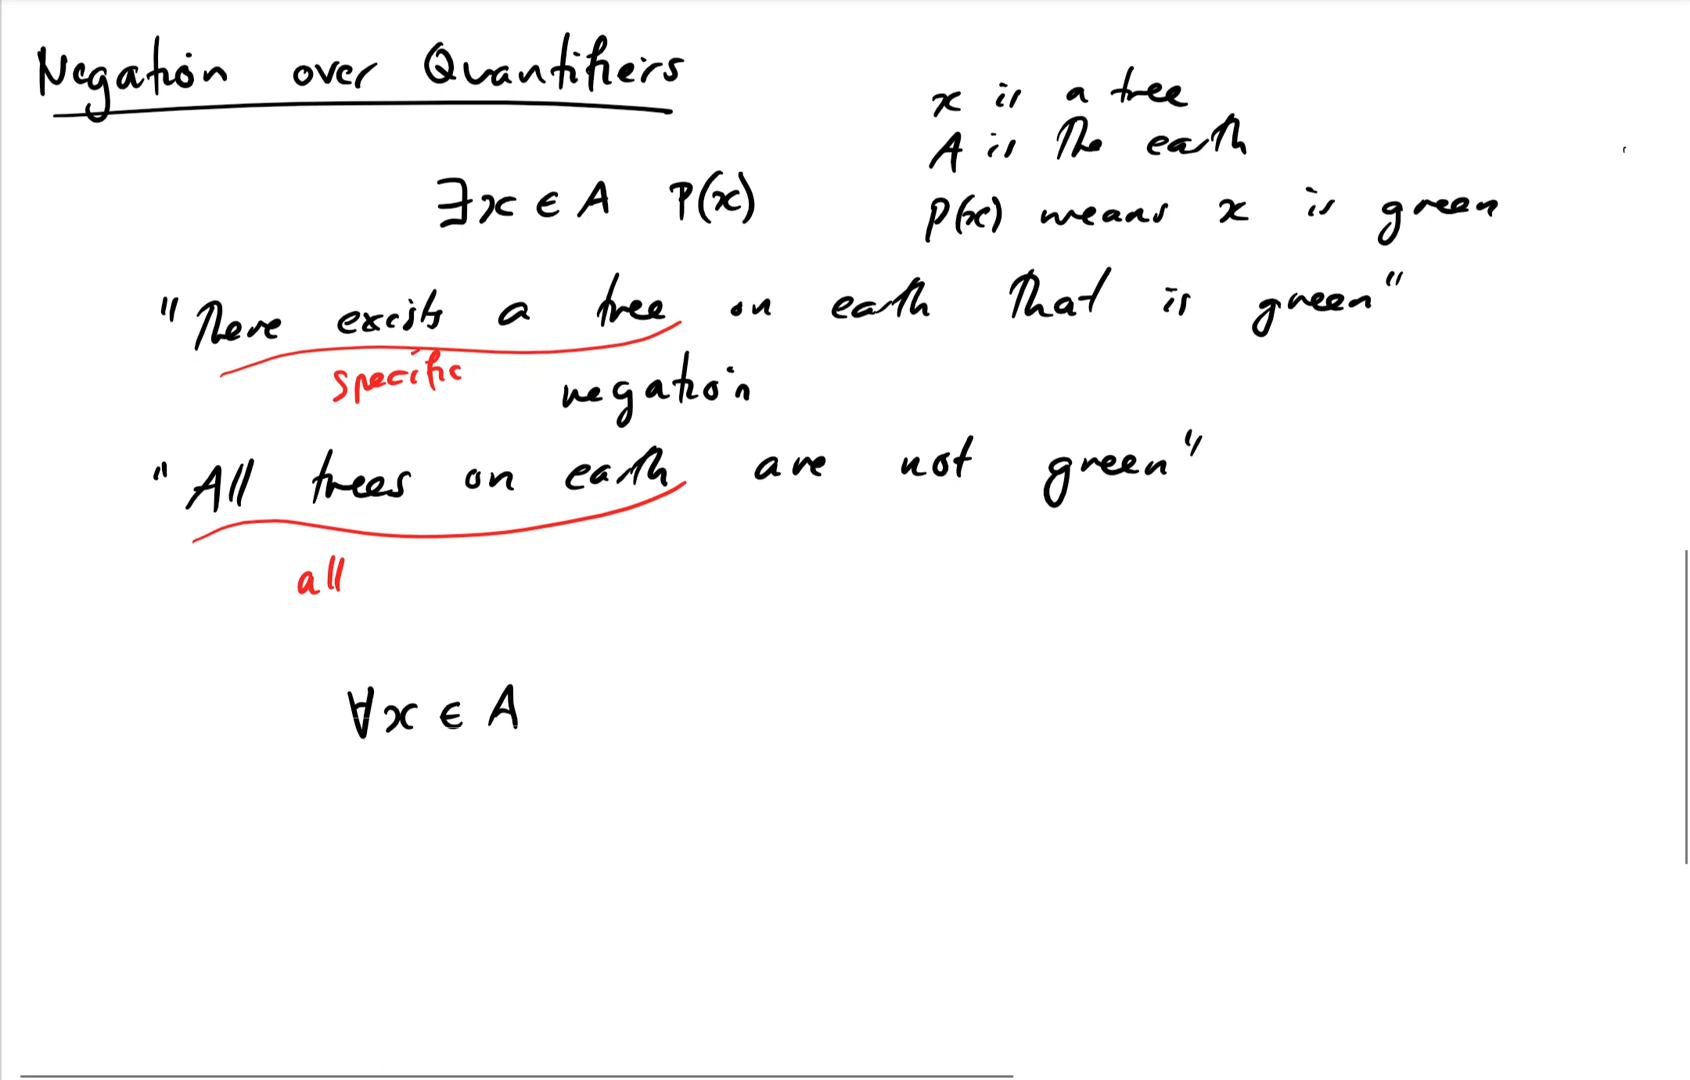 Negation over Quantifiers
x is a tree
A is the earth
∃x ∈ A P(x)
P(x) means x is green
"There excits a tree on earth that is green"
specific
negation
"All trees on earth are not green"
all
∀x ∈ A